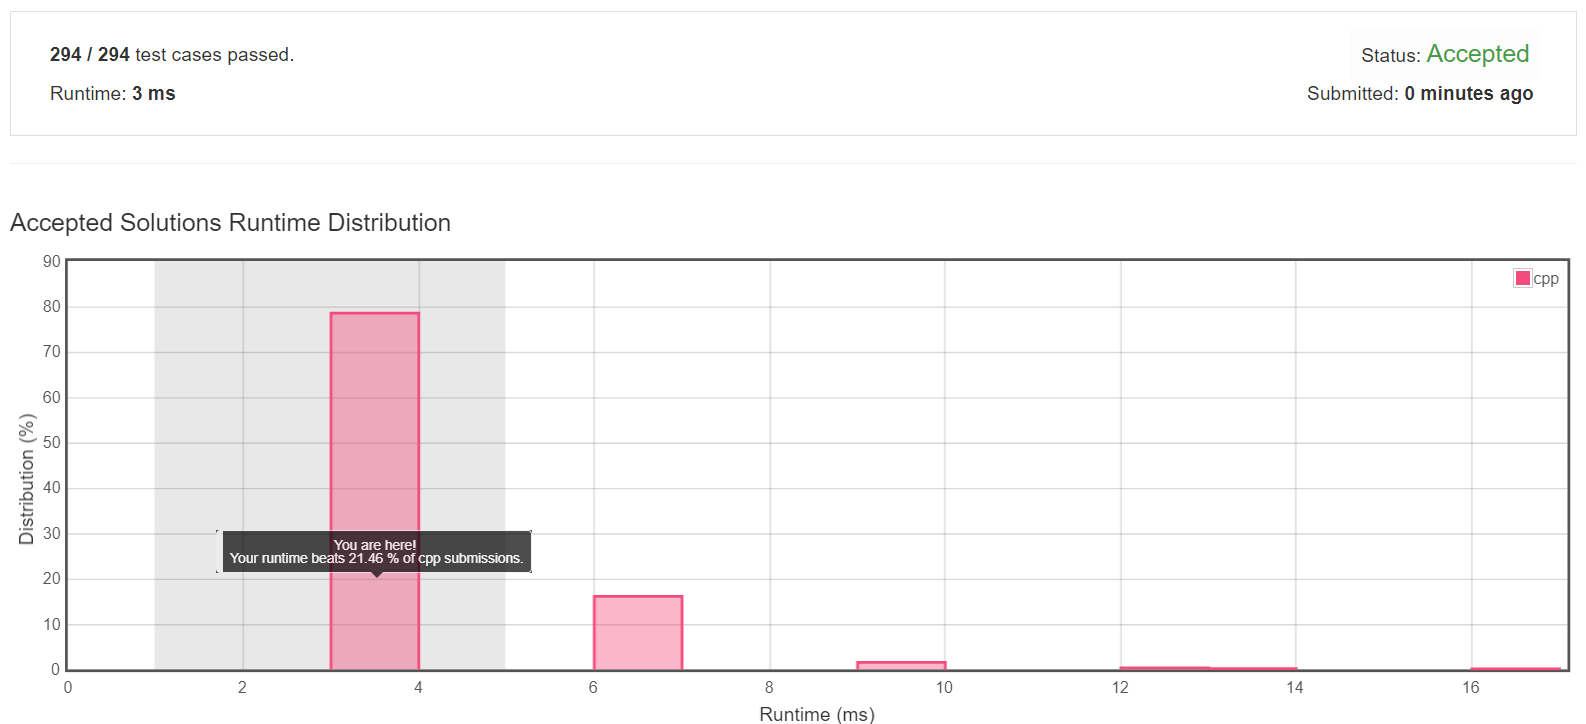 294 / 294 test cases passed.
Status: Accepted
Runtime: 3 ms
Submitted: 0 minutes ago
Accepted Solutions Runtime Distribution
90
80
70
60
50
40
30
20
10
0
Distribution (%)
cpp
You are here!
Your runtime beats 21.46 % of cpp submissions.
0 2 4 6 8 10 12 14 16
Runtime (ms)